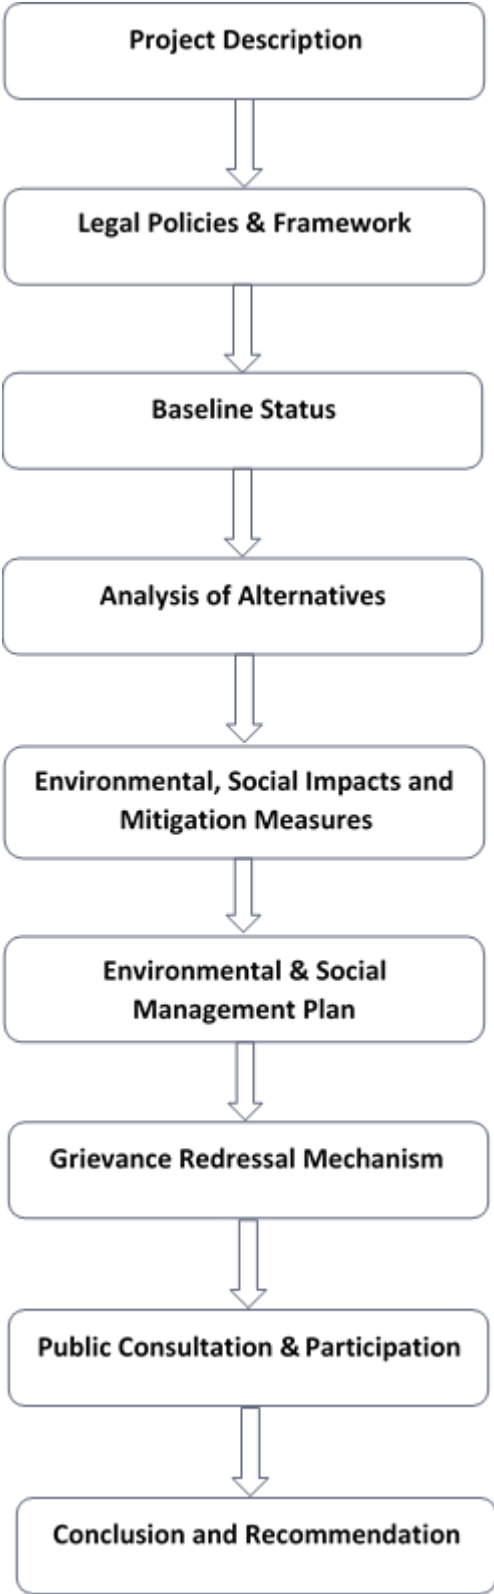 Project Description
Legal Policies & Framework
Baseline Status
Analysis of Alternatives
Environmental, Social Impacts and
Mitigation Measures
Environmental & Social
Management Plan
Grievance Redressal Mechanism
Public Consultation & Participation
Conclusion and Recommendation